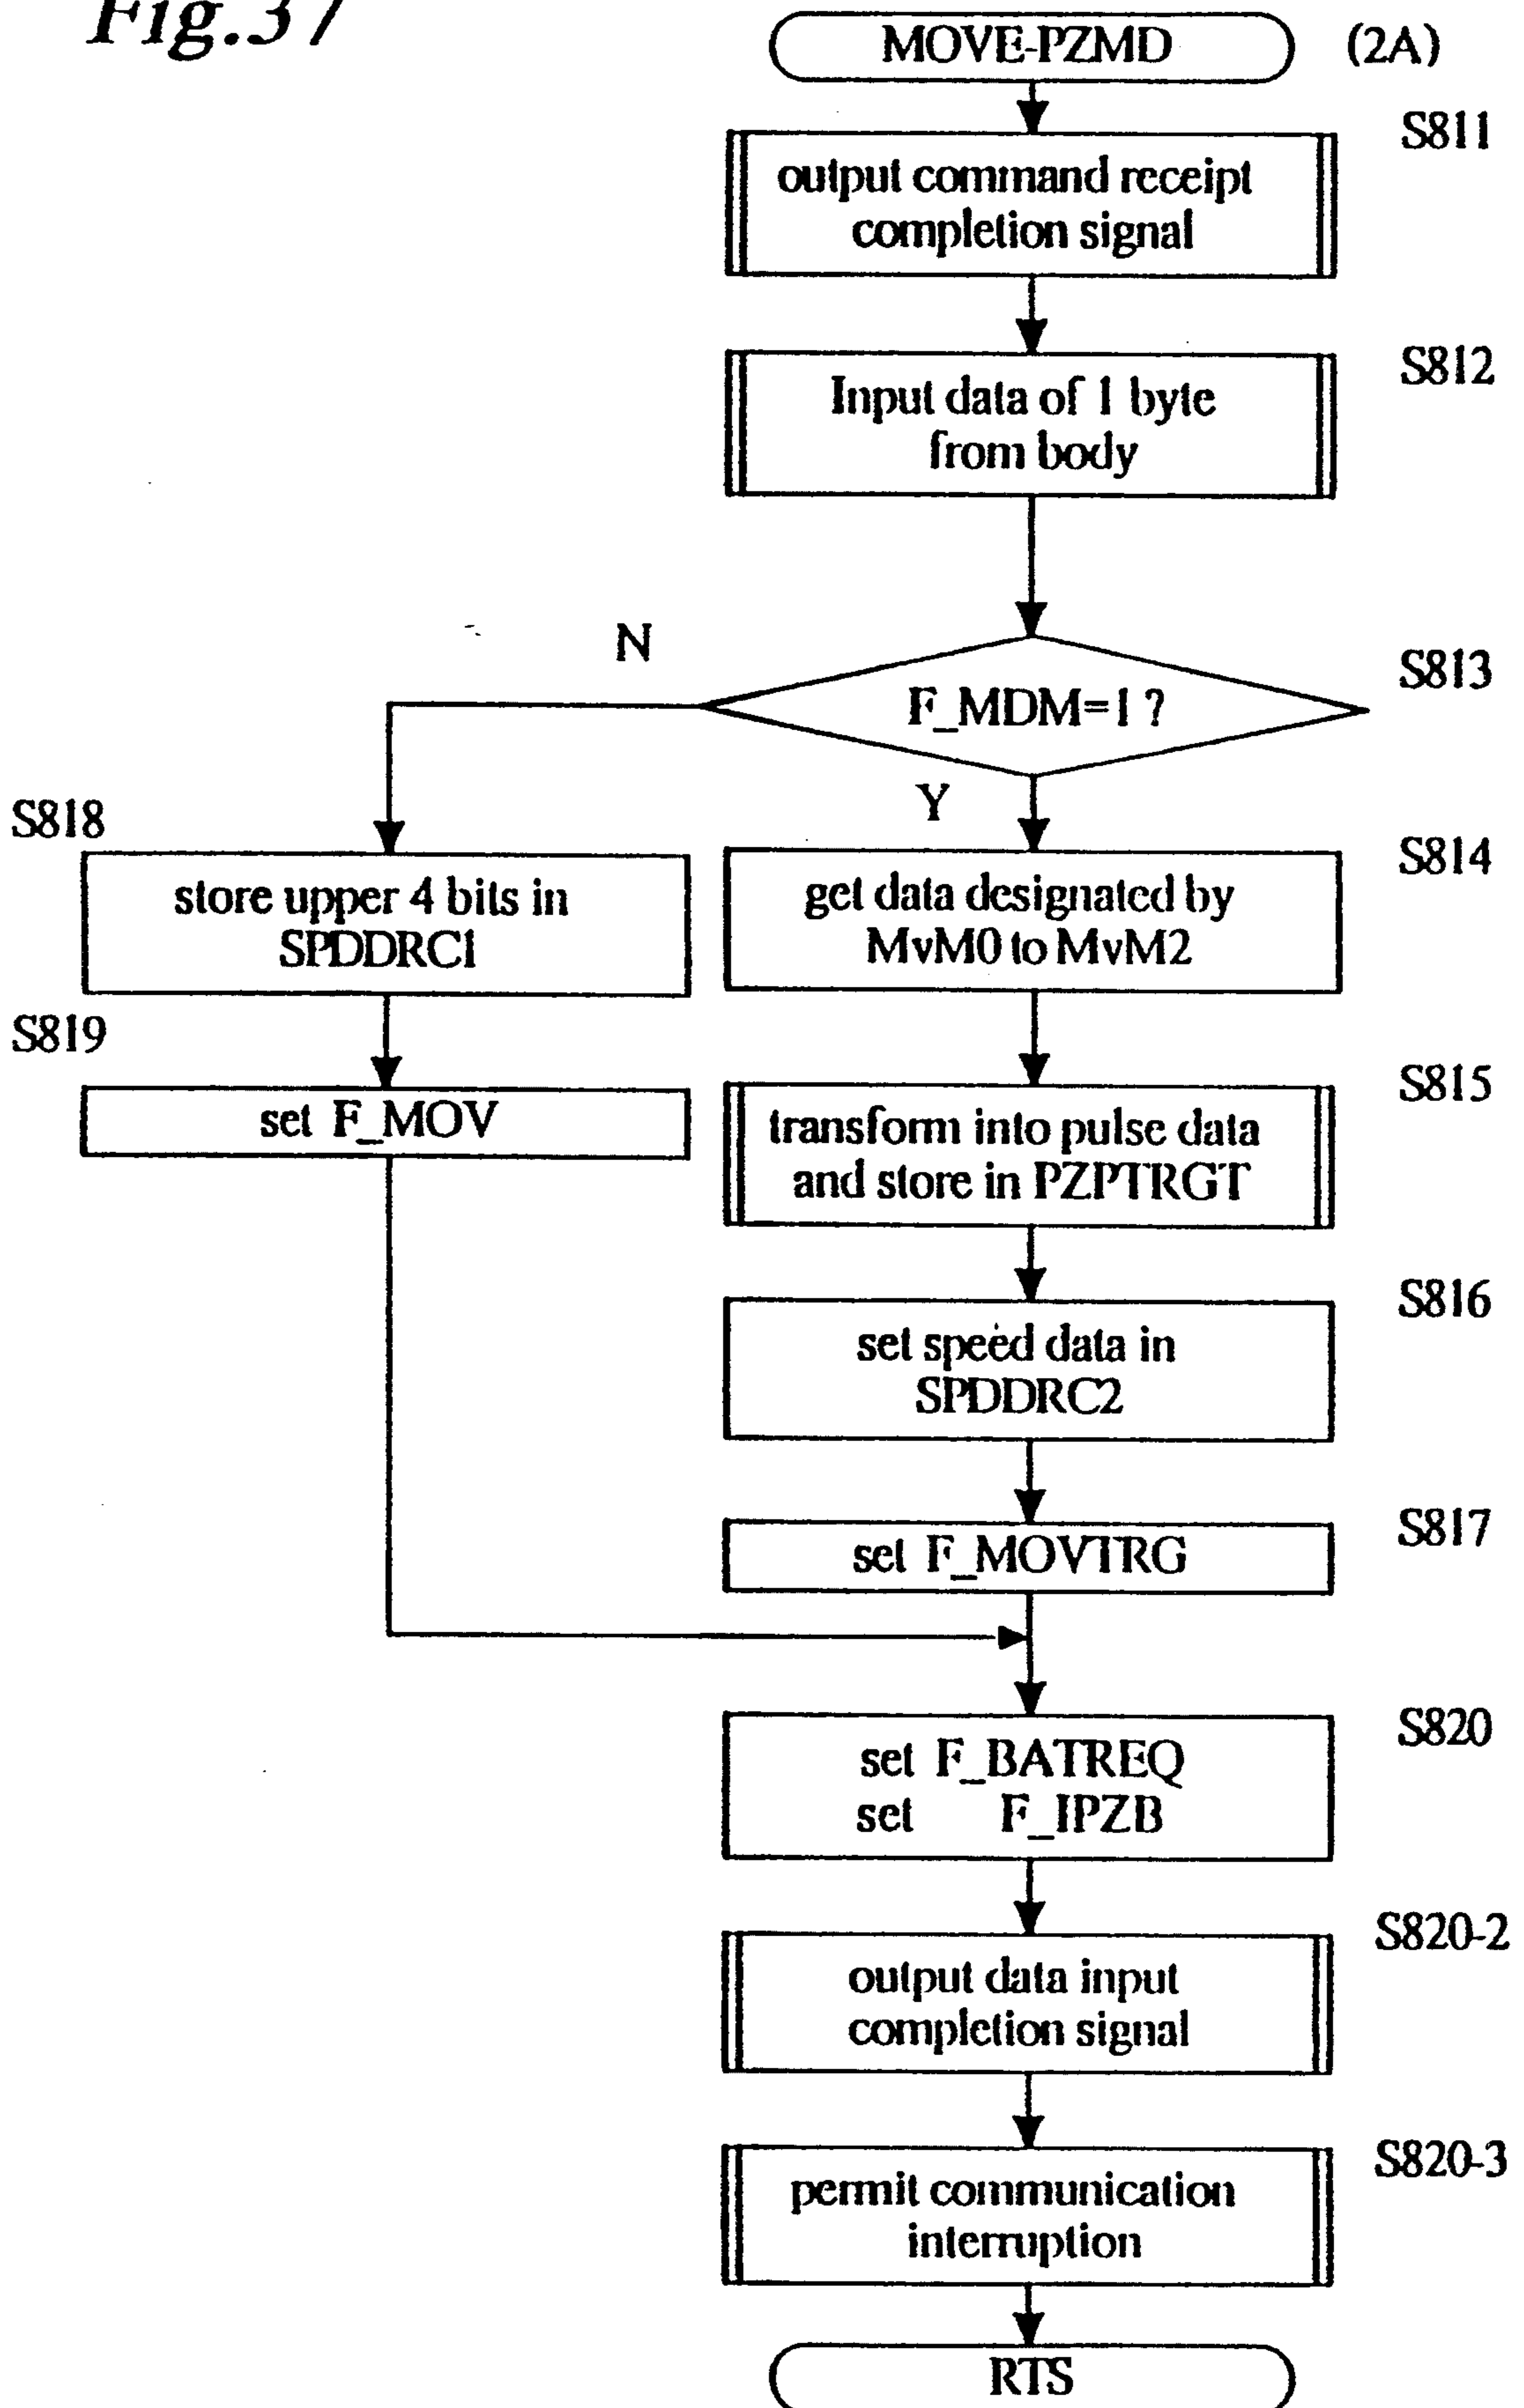 Fig.37
MOVE-PZMD
(2A)
S811
output command receipt
completion signal
S812
Input data of 1 byte
from body
S813
N
F_MDM=1 ?
Y
S818
store upper 4 bits in
SPDDRC1
S814
get data designated by
MvM0 to MvM2
S819
set F_MOV
S815
transform into pulse data
and store in PZPTRGT
S816
set speed data in
SPDDRC2
S817
set F_MOVTRG
S820
set F_BATREQ
set F_IPZB
S820-2
output data input
completion signal
S820-3
permit communication
interruption
RTS